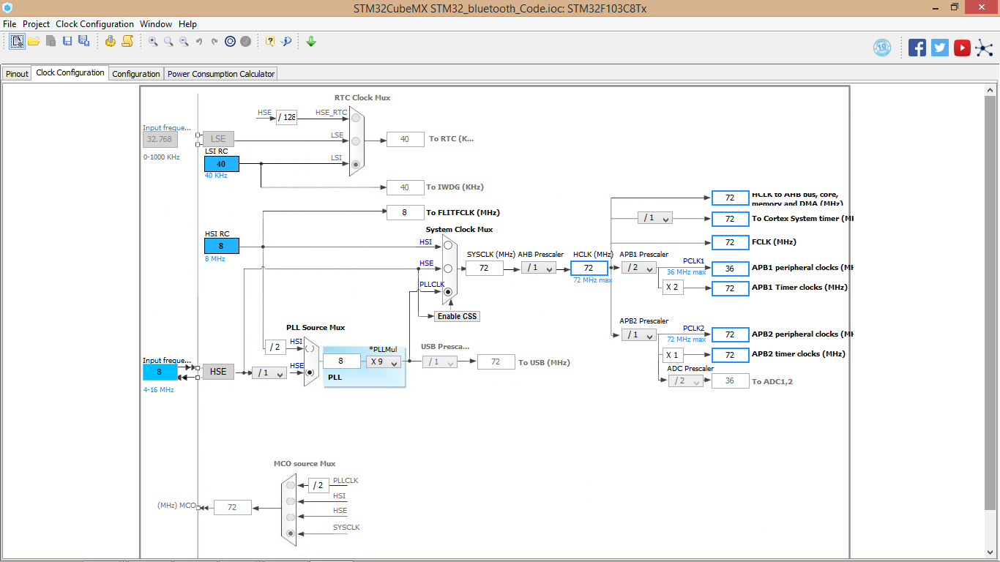 STM32CubeMX STM32_bluetooth_Code.ioc: STM32F103C8Tx
File Project Clock Configuration Window Help
10
Pinout Clock Configuration Configuration Power Consumption Calculator
RTC Clock Mux
HSE / 128 HSE_RTC
Input freque...
32.768 LSE LSE 40 To RTC (K...
0-1000 KHz
LSI RC
40 LSI
40 KHz
40 To IWDG (KHz)
8 To FLITFCLK (MHz)
System Clock Mux
HSI RC
8 HSI
8 MHz
HSE
PLLCLK
Enable CSS
SYSCLK (MHz) AHB Prescaler HCLK (MHz) APB1 Prescaler
72 / 1 72 / 2
72 MHz max
72 HCLK to AHB bus, core,
memory and DMA (MHz)
/ 1 72 To Cortex System timer (MH
72 FCLK (MHz)
PCLK1 36 APB1 peripheral clocks (MH
36 MHz max
X 2 72 APB1 Timer clocks (MHz)
APB2 Prescaler
/ 1 PCLK2 72 APB2 peripheral clocks (MH
72 MHz max
X 1 72 APB2 timer clocks (MHz)
ADC Prescaler
/ 2 36 To ADC1,2
PLL Source Mux
/ 2 HSI
Input freque...
8 HSE / 1 HSE
4-16 MHz
*PLLMul
8 X 9
PLL
USB Presca...
/ 1 72 To USB (MHz)
MCO source Mux
/ 2 PLLCLK
HSI
(MHz) MCO 72
HSE
SYSCLK